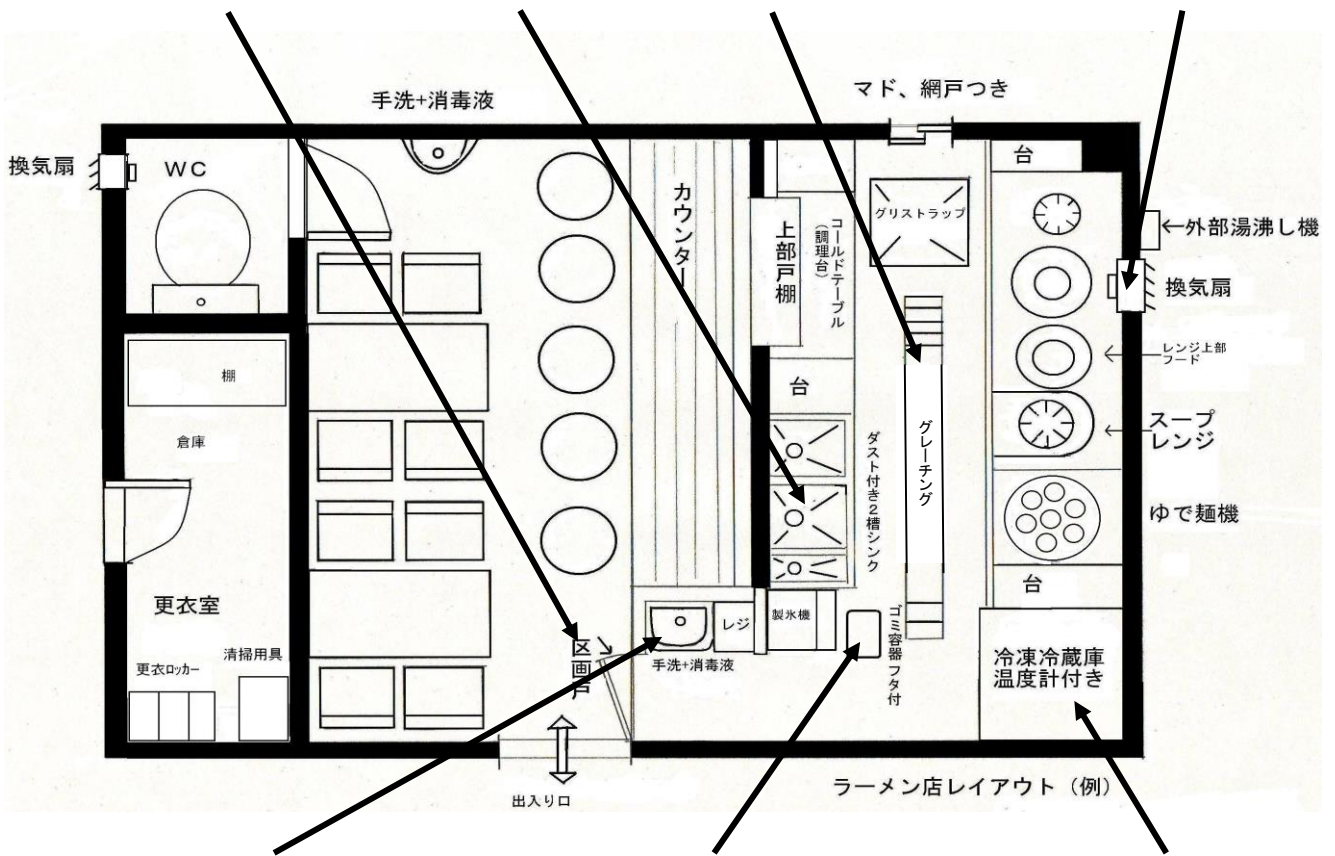 手洗+消毒液
マド、網戸つき
換気扇
WC
カウンター
上部戸棚
コールドテーブル
(調理台)
グリストラップ
台
←外部湯沸し機
換気扇
レンジ上部
フード
スープ
レンジ
ゆで麺機
台
台
グレーチング
ダスト付き2槽シンク
棚
倉庫
更衣室
更衣ロッカー
清掃用具
区画戸
手洗+消毒液
レジ
製氷機
ゴミ容器フタ付
冷凍冷蔵庫
温度計付き
出入り口
ラーメン店レイアウト(例)